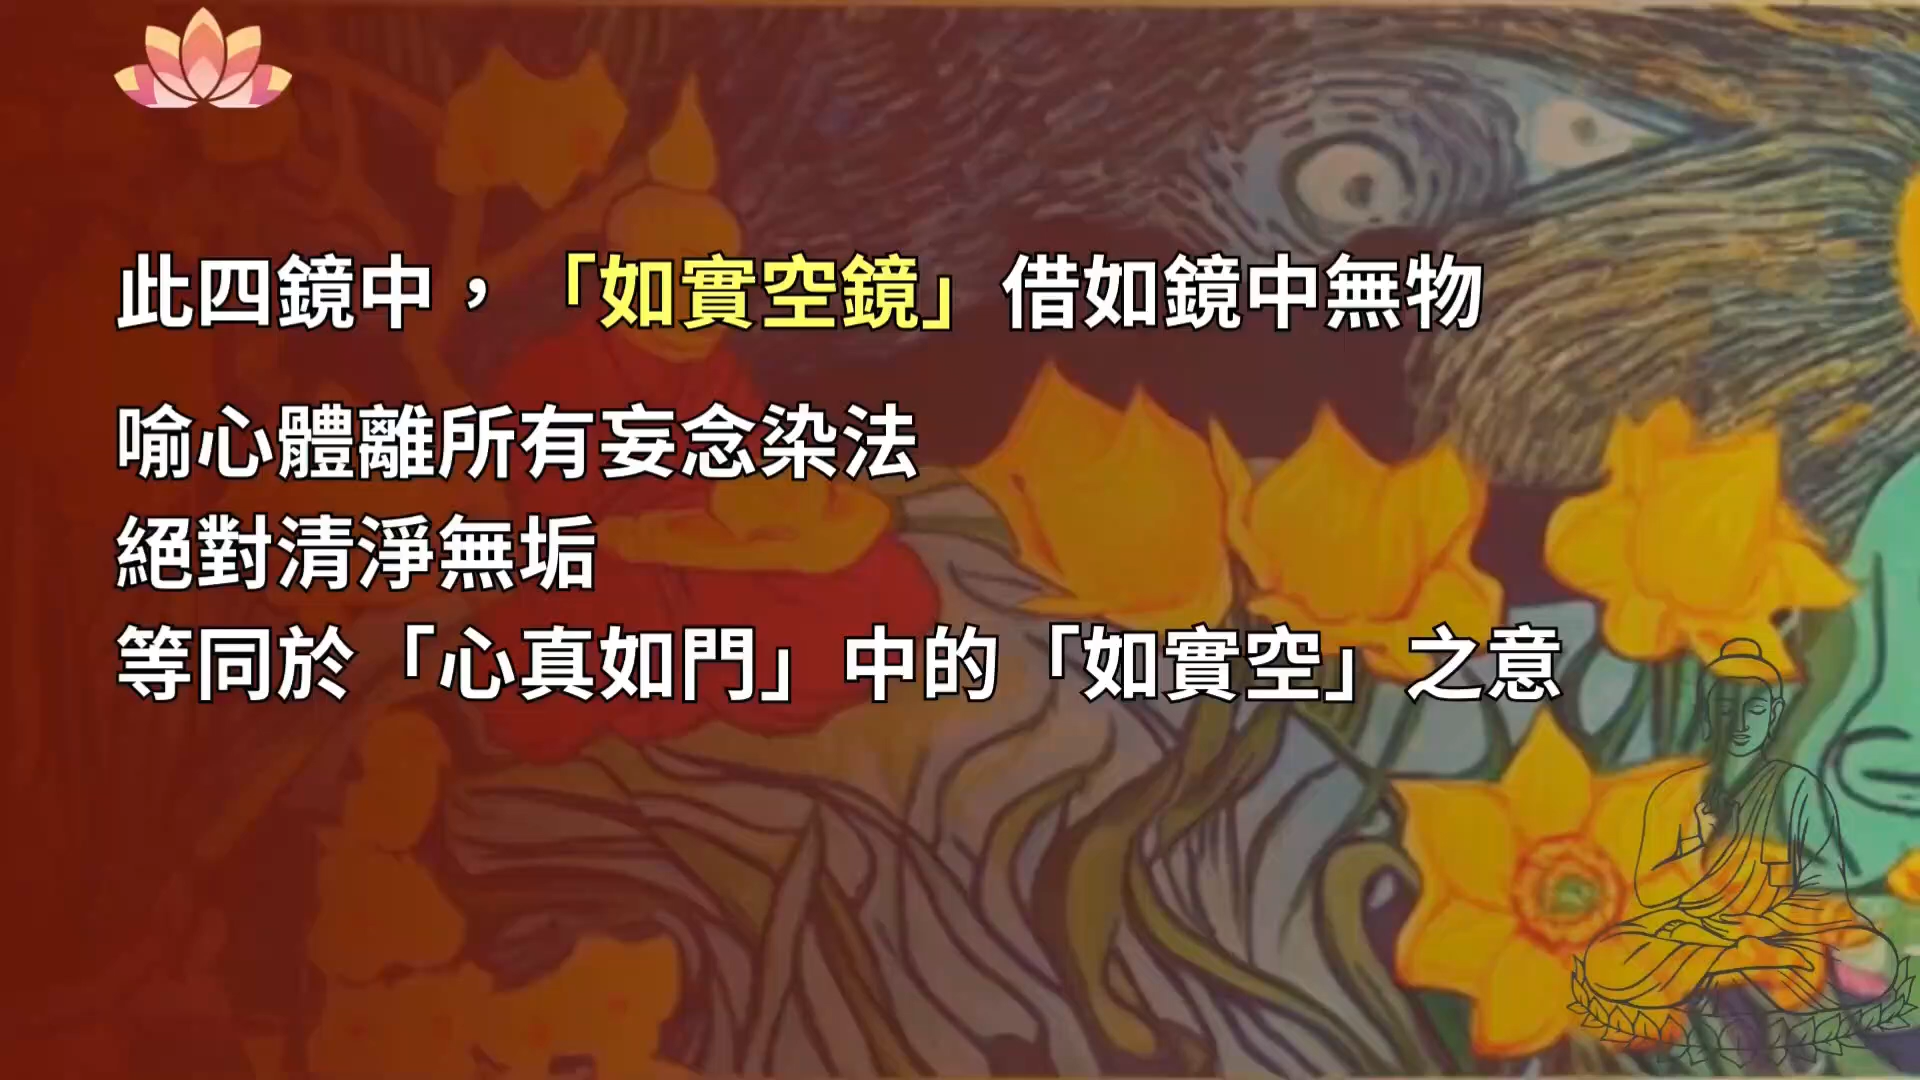 此四鏡中，「如實空鏡」借如鏡中無物
喻心體離所有妄念染法
絕對清淨無垢
等同於「心真如門」中的「如實空」之意